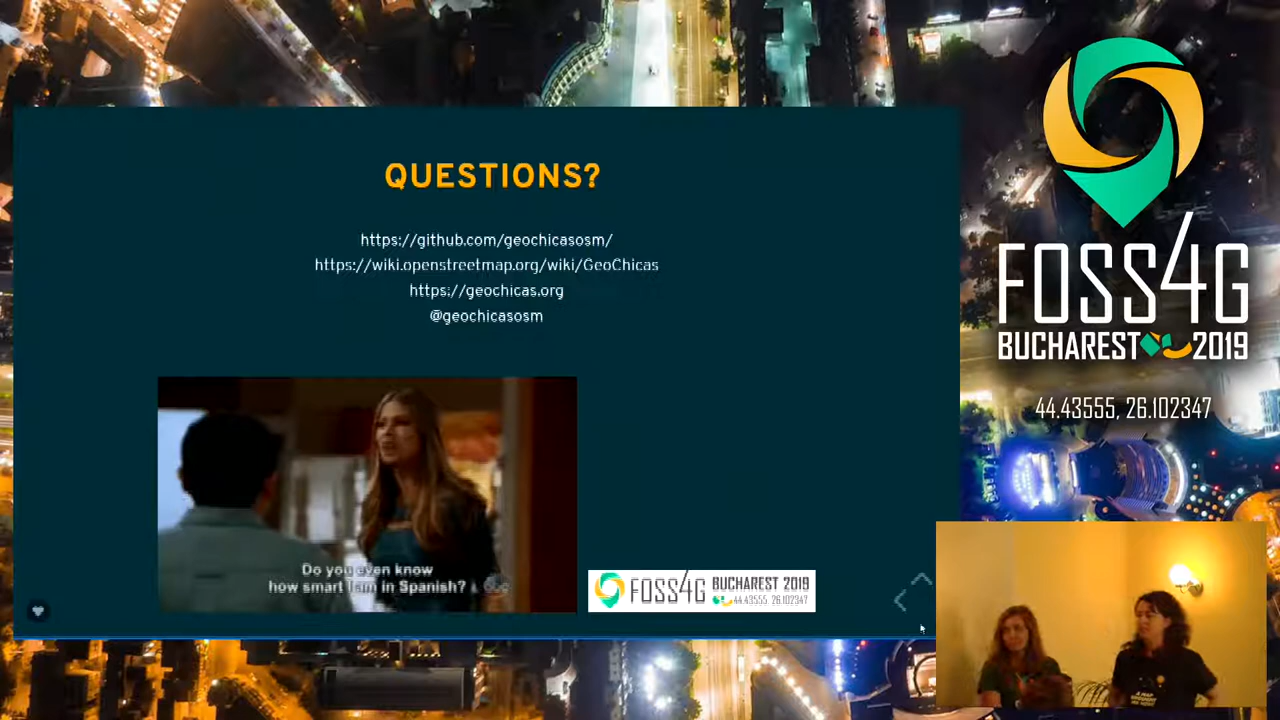 QUESTIONS?
https://github.com/geochicasosm/
https://wiki.openstreetmap.org/wiki/GeoChicas
https://geochicas.org
@geochicasosm
Do you even know
how smart I am in Spanish?
FOSS4G BUCHAREST 2019
44.43555, 26.102347
FOSS4G
BUCHAREST 2019
44.43555, 26.102347
A MAP